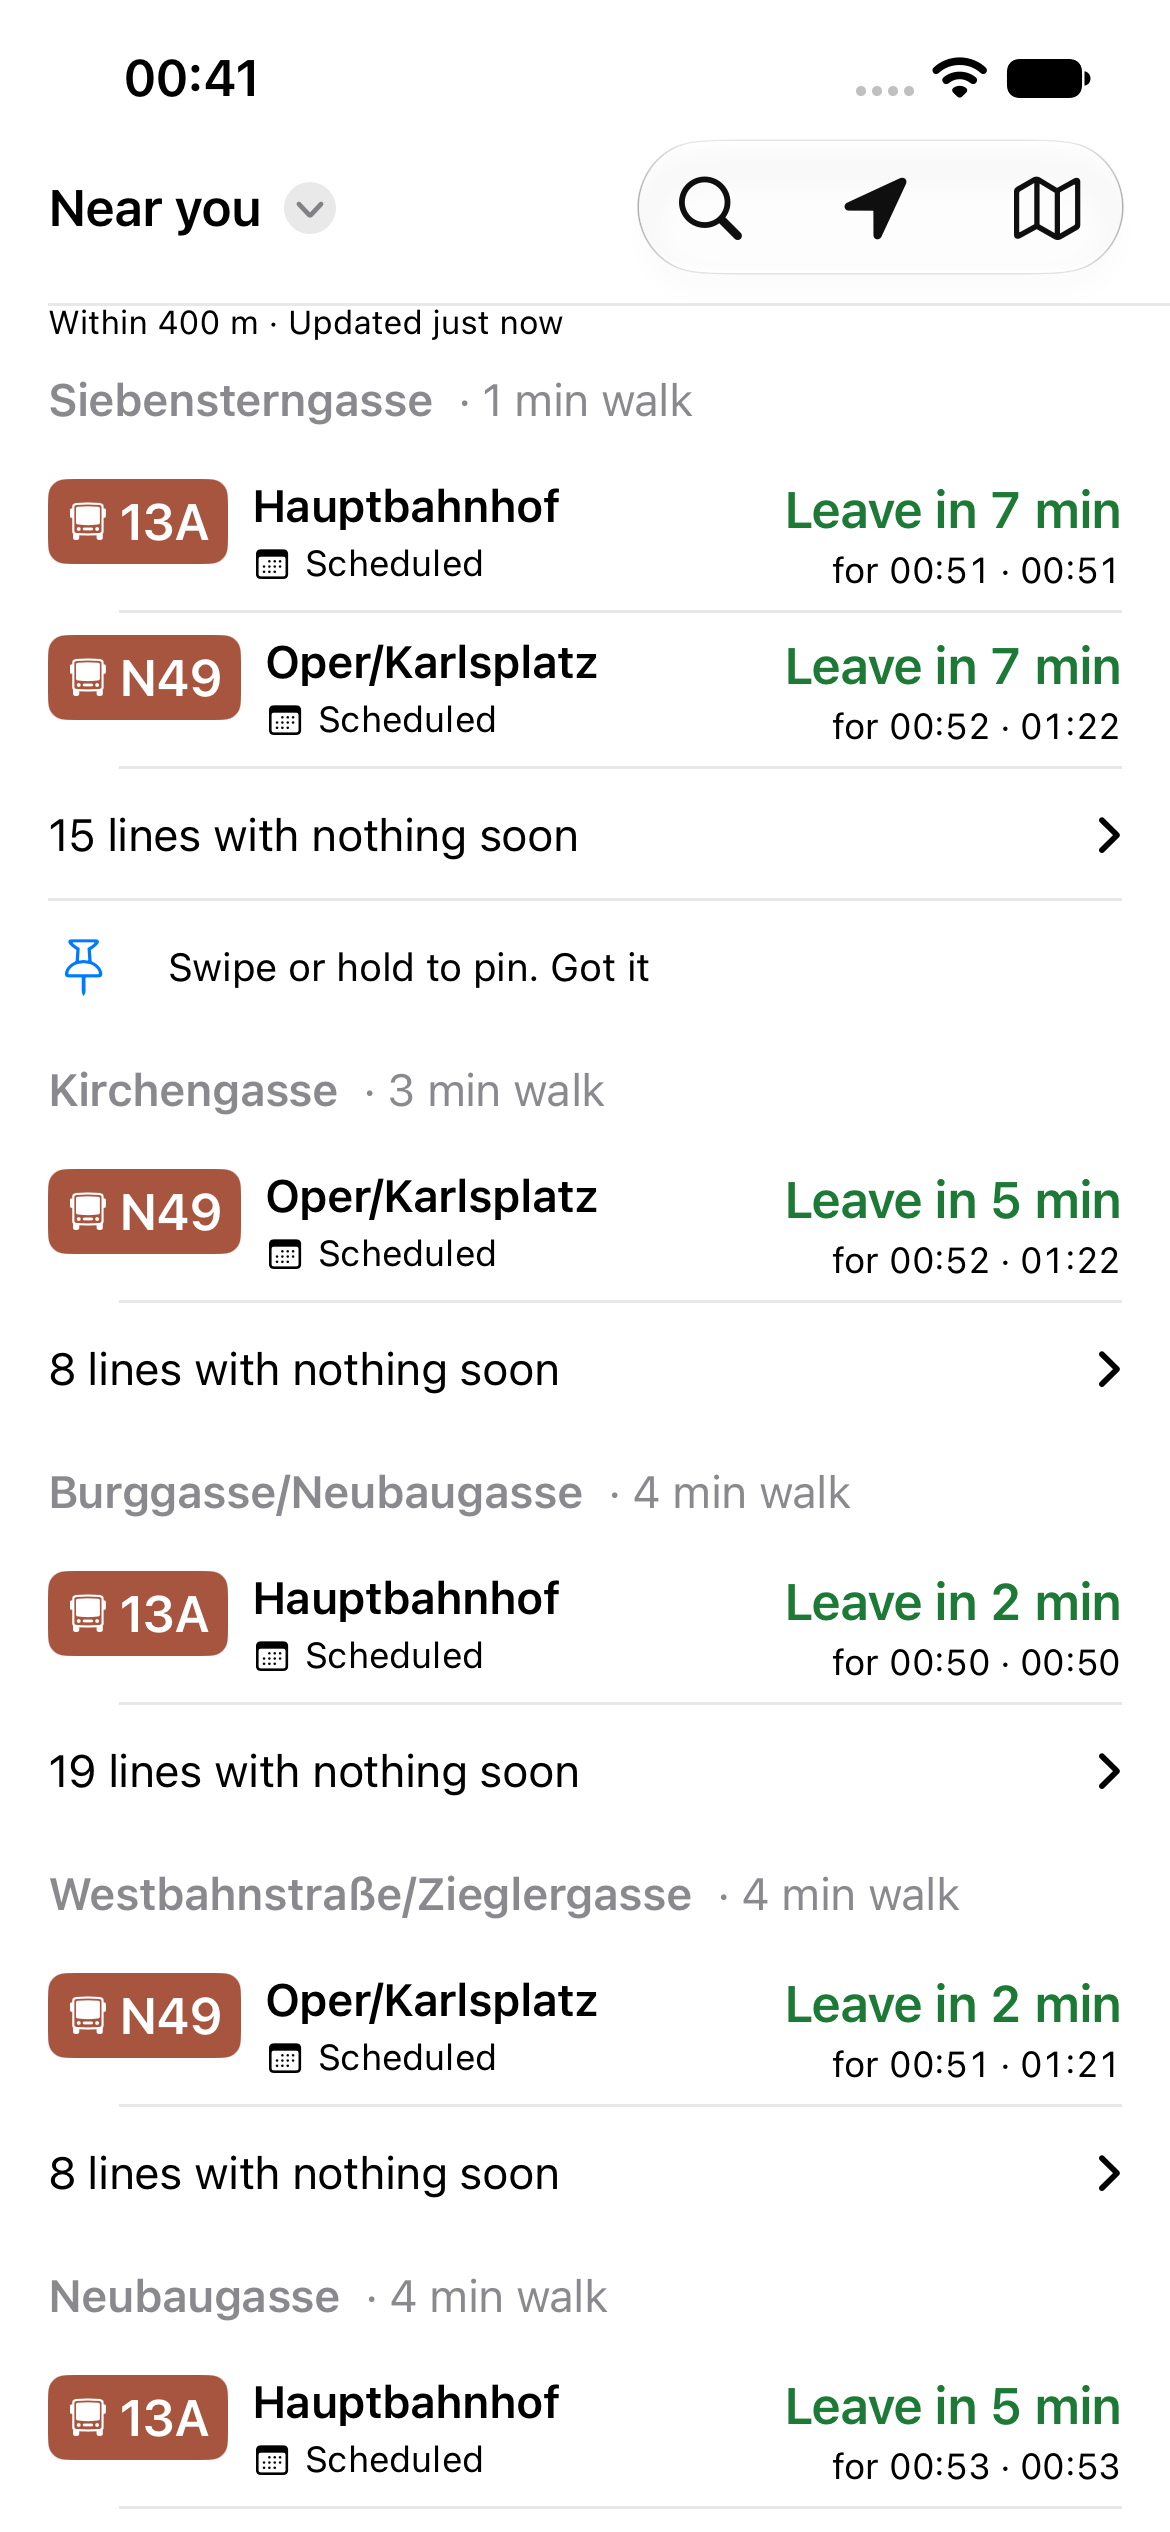 00:41
Near you
Within 400 m · Updated just now
Siebensterngasse · 1 min walk
13A Hauptbahnhof Leave in 7 min
Scheduled for 00:51 · 00:51
N49 Oper/Karlsplatz Leave in 7 min
Scheduled for 00:52 · 01:22
15 lines with nothing soon
Swipe or hold to pin. Got it
Kirchengasse · 3 min walk
N49 Oper/Karlsplatz Leave in 5 min
Scheduled for 00:52 · 01:22
8 lines with nothing soon
Burggasse/Neubaugasse · 4 min walk
13A Hauptbahnhof Leave in 2 min
Scheduled for 00:50 · 00:50
19 lines with nothing soon
Westbahnstraße/Zieglergasse · 4 min walk
N49 Oper/Karlsplatz Leave in 2 min
Scheduled for 00:51 · 01:21
8 lines with nothing soon
Neubaugasse · 4 min walk
13A Hauptbahnhof Leave in 5 min
Scheduled for 00:53 · 00:53